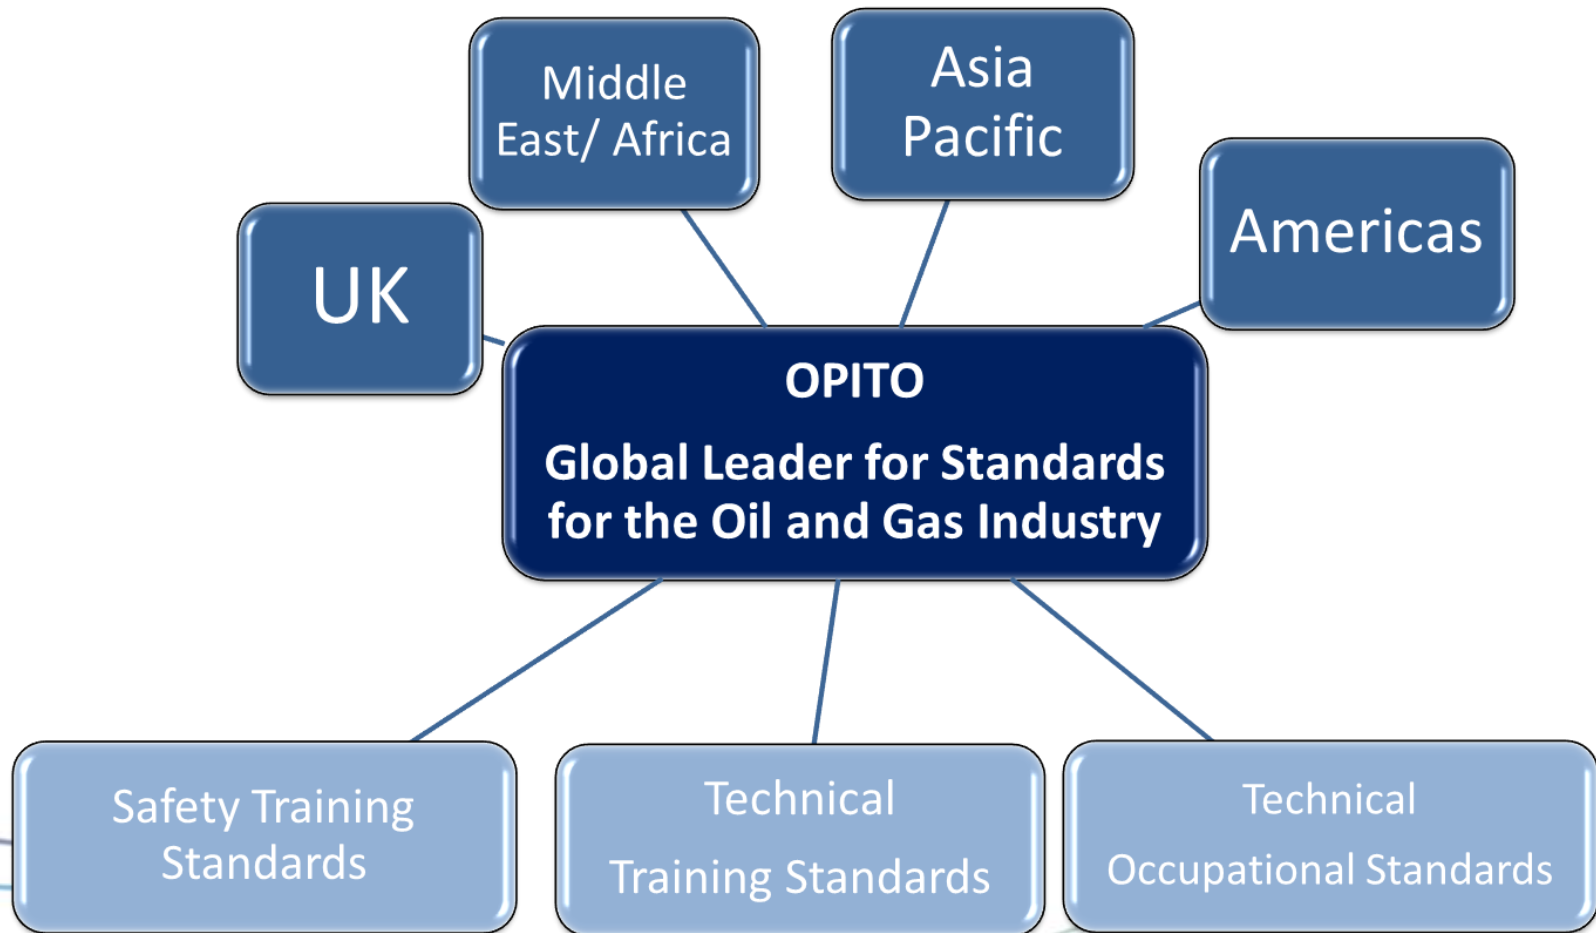 Middle
East/ Africa
Asia
Pacific
Americas
UK
OPITO
Global Leader for Standards
for the Oil and Gas Industry
Safety Training
Standards
Technical
Training Standards
Technical
Occupational Standards